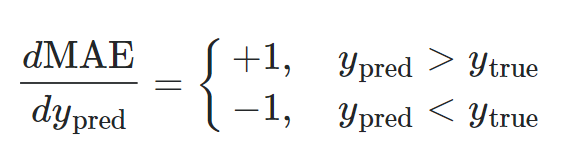 dMAE/dy_pred = { +1, y_pred > y_true
−1, y_pred < y_true